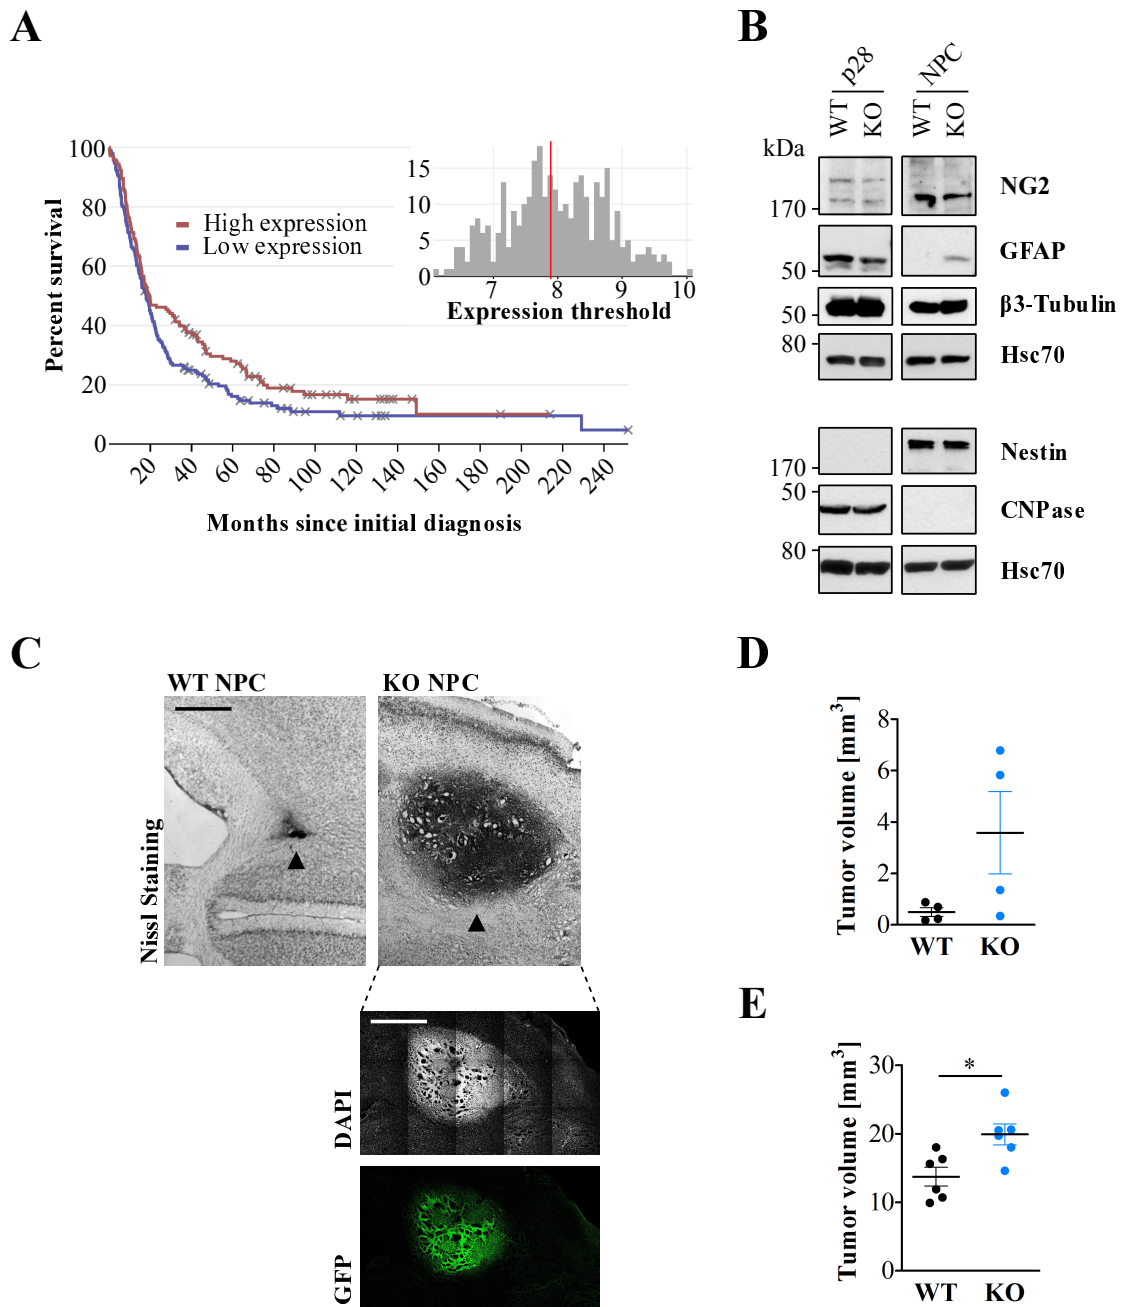 A
Percent survival
100
80
60
40
20
0
High expression
Low expression
15
10
5
0
7
8
9
10
Expression threshold
20
40
60
80
100
120
140
160
180
200
220
240
Months since initial diagnosis
B
p28
NPC
WT
KO
WT
KO
kDa
170
NG2
50
GFAP
50
β3-Tubulin
80
Hsc70
170
Nestin
50
CNPase
80
Hsc70
C
WT NPC
KO NPC
Nissl Staining
DAPI
GFP
D
Tumor volume [mm³]
8
6
4
2
0
WT
KO
E
Tumor volume [mm³]
30
20
10
0
*
WT
KO